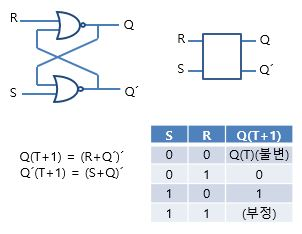 R
Q
S
Q´
R
Q
S
Q´
Q(T+1) = (R+Q´)´
Q´(T+1) = (S+Q)´
S R Q(T+1)
0 0 Q(T)(불변)
0 1 0
1 0 1
1 1 (부정)